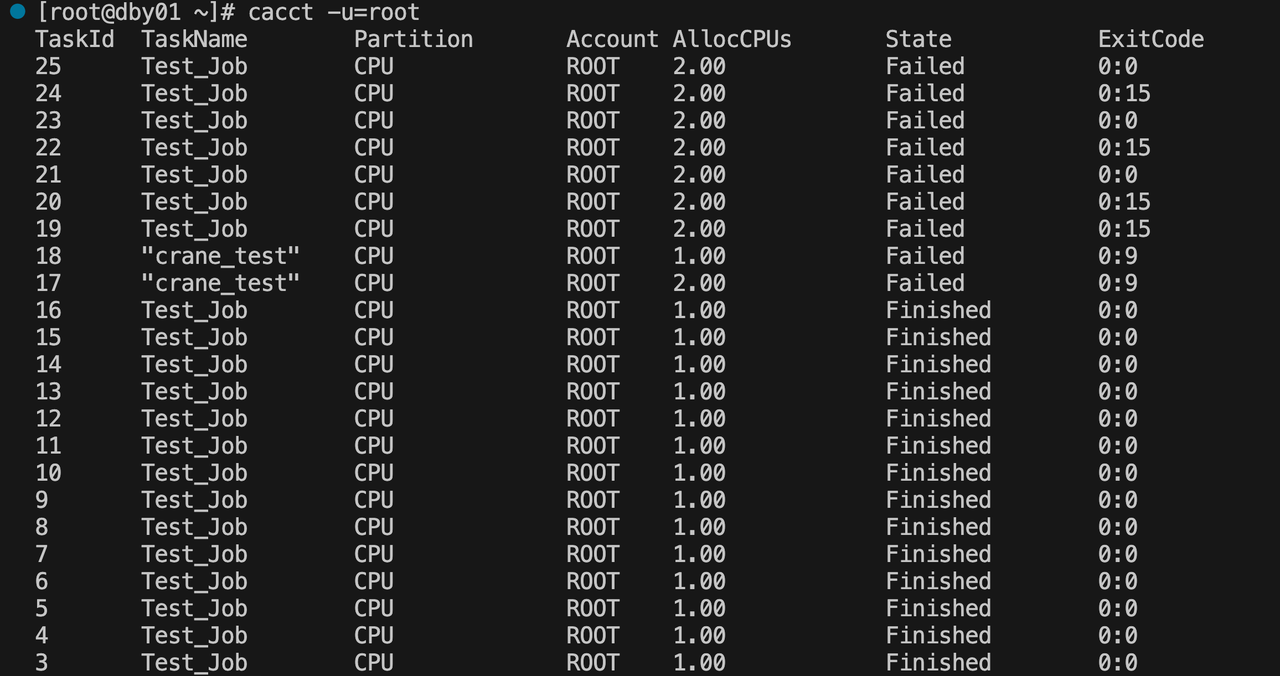 [root@dby01 ~]# cacct -u=root
TaskId TaskName Partition Account AllocCPUs State ExitCode
25 Test_Job CPU ROOT 2.00 Failed 0:0
24 Test_Job CPU ROOT 2.00 Failed 0:15
23 Test_Job CPU ROOT 2.00 Failed 0:0
22 Test_Job CPU ROOT 2.00 Failed 0:15
21 Test_Job CPU ROOT 2.00 Failed 0:0
20 Test_Job CPU ROOT 2.00 Failed 0:15
19 Test_Job CPU ROOT 2.00 Failed 0:15
18 "crane_test" CPU ROOT 1.00 Failed 0:9
17 "crane_test" CPU ROOT 2.00 Failed 0:9
16 Test_Job CPU ROOT 1.00 Finished 0:0
15 Test_Job CPU ROOT 1.00 Finished 0:0
14 Test_Job CPU ROOT 1.00 Finished 0:0
13 Test_Job CPU ROOT 1.00 Finished 0:0
12 Test_Job CPU ROOT 1.00 Finished 0:0
11 Test_Job CPU ROOT 1.00 Finished 0:0
10 Test_Job CPU ROOT 1.00 Finished 0:0
9 Test_Job CPU ROOT 1.00 Finished 0:0
8 Test_Job CPU ROOT 1.00 Finished 0:0
7 Test_Job CPU ROOT 1.00 Finished 0:0
6 Test_Job CPU ROOT 1.00 Finished 0:0
5 Test_Job CPU ROOT 1.00 Finished 0:0
4 Test_Job CPU ROOT 1.00 Finished 0:0
3 Test_Job CPU ROOT 1.00 Finished 0:0